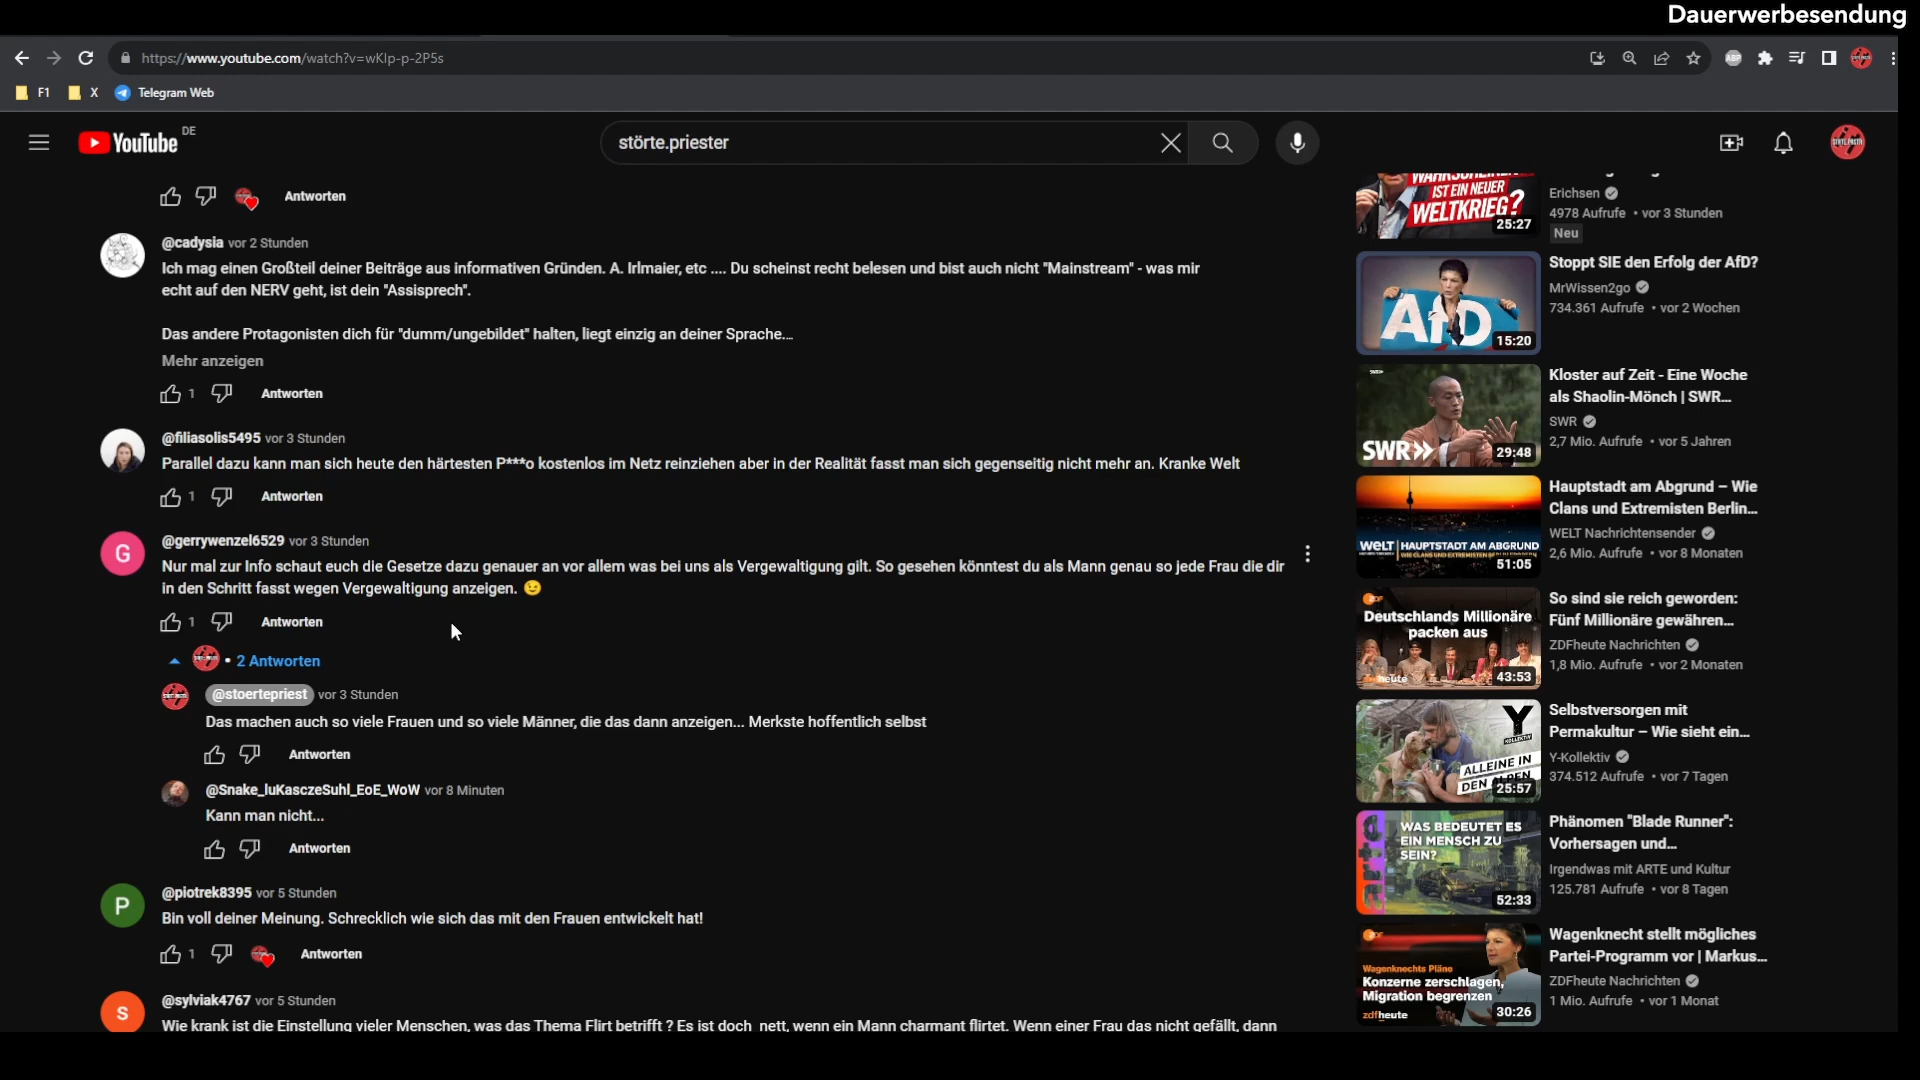 Dauerwerbesendung
https://www.youtube.com/watch?v=wKlp-p-2P5s
ABP
F1
X
Telegram Web
YouTube DE
störte.priester
Antworten
@cadysia vor 2 Stunden
Ich mag einen Großteil deiner Beiträge aus informativen Gründen. A. Irlmaier, etc .... Du scheinst recht belesen und bist auch nicht "Mainstream" - was mir
echt auf den NERV geht, ist dein "Assisprech".
Das andere Protagonisten dich für "dumm/ungebildet" halten, liegt einzig an deiner Sprache...
Mehr anzeigen
1
Antworten
@filiasolis5495 vor 3 Stunden
Parallel dazu kann man sich heute den härtesten P***o kostenlos im Netz reinziehen aber in der Realität fasst man sich gegenseitig nicht mehr an. Kranke Welt
1
Antworten
G
@gerrywenzel6529 vor 3 Stunden
Nur mal zur Info schaut euch die Gesetze dazu genauer an vor allem was bei uns als Vergewaltigung gilt. So gesehen könntest du als Mann genau so jede Frau die dir
in den Schritt fasst wegen Vergewaltigung anzeigen. 😉
1
Antworten
• 2 Antworten
@stoertepriest vor 3 Stunden
Das machen auch so viele Frauen und so viele Männer, die das dann anzeigen... Merkste hoffentlich selbst
Antworten
@Snake_luKasczeSuhl_EoE_WoW vor 8 Minuten
Kann man nicht...
Antworten
P
@piotrek8395 vor 5 Stunden
Bin voll deiner Meinung. Schrecklich wie sich das mit den Frauen entwickelt hat!
1
Antworten
S
@sylviak4767 vor 5 Stunden
Wie krank ist die Einstellung vieler Menschen, was das Thema Flirt betrifft ? Es ist doch nett, wenn ein Mann charmant flirtet. Wenn einer Frau das nicht gefällt, dann
IST EIN NEUER
WELTKRIEG?
25:27
Erichsen
4978 Aufrufe • vor 3 Stunden
Neu
AfD
15:20
Stoppt SIE den Erfolg der AfD?
MrWissen2go
734.361 Aufrufe • vor 2 Wochen
SWR
29:48
Kloster auf Zeit - Eine Woche
als Shaolin-Mönch | SWR...
SWR
2,7 Mio. Aufrufe • vor 5 Jahren
WELT HAUPTSTADT AM ABGRUND
51:05
Hauptstadt am Abgrund – Wie
Clans und Extremisten Berlin...
WELT Nachrichtensender
2,6 Mio. Aufrufe • vor 8 Monaten
ZDF
Deutschlands Millionäre
packen aus
heute
43:53
So sind sie reich geworden:
Fünf Millionäre gewähren...
ZDFheute Nachrichten
1,8 Mio. Aufrufe • vor 2 Monaten
Y
KOLLEKTIV
ALLEINE IN
DEN ALPEN
25:57
Selbstversorgen mit
Permakultur – Wie sieht ein...
Y-Kollektiv
374.512 Aufrufe • vor 7 Tagen
arte
WAS BEDEUTET ES
EIN MENSCH ZU
SEIN?
52:33
Phänomen "Blade Runner":
Vorhersagen und...
Irgendwas mit ARTE und Kultur
125.781 Aufrufe • vor 8 Tagen
ZDF
Wagenknechts Pläne
Konzerne zerschlagen,
Migration begrenzen
zdfheute
30:26
Wagenknecht stellt mögliches
Partei-Programm vor | Markus...
ZDFheute Nachrichten
1 Mio. Aufrufe • vor 1 Monat